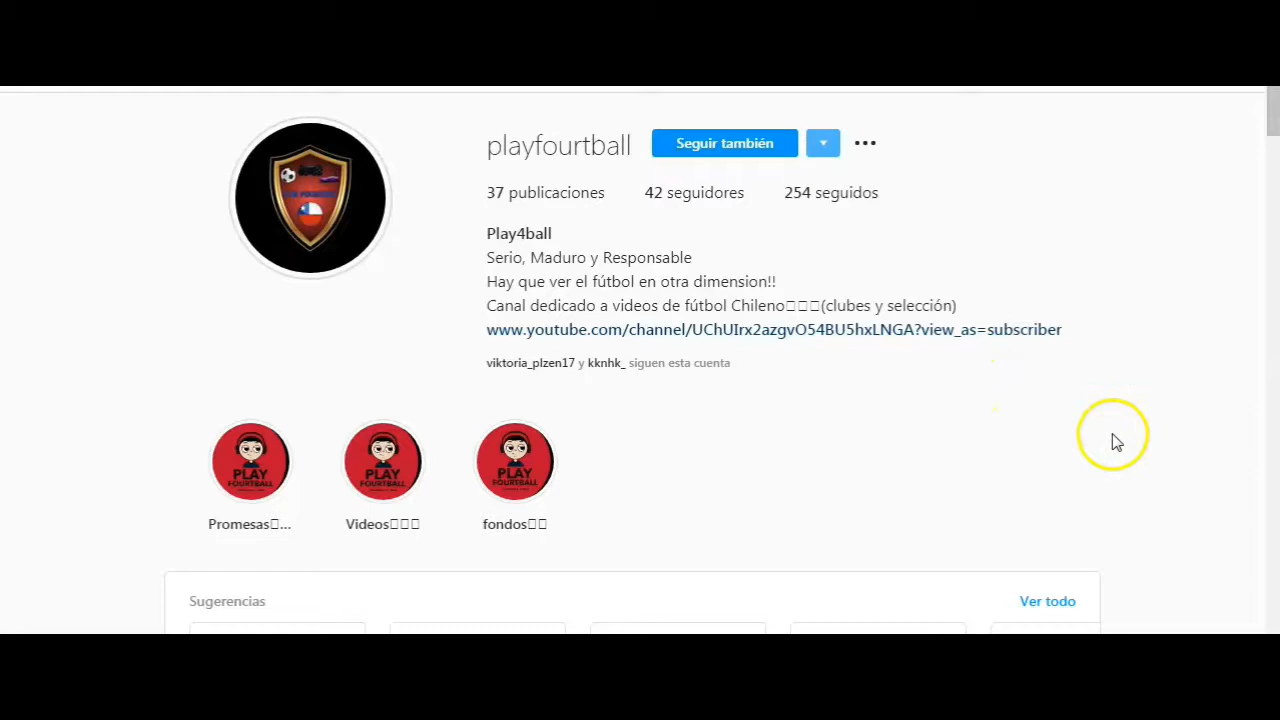 playfourtball Seguir también
37 publicaciones 42 seguidores 254 seguidos
Play4ball
Serio, Maduro y Responsable
Hay que ver el fútbol en otra dimension!!
Canal dedicado a videos de fútbol Chileno□□□(clubes y selección)
www.youtube.com/channel/UChUIrx2azgvO54BU5hxLNGA?view_as=subscriber
viktoria_plzen17 y kknhk_ siguen esta cuenta
PLAY FOURTBALL
PLAY FOURTBALL
PLAY FOURTBALL
Promesas□... Videos□□□ fondos□□
Sugerencias Ver todo